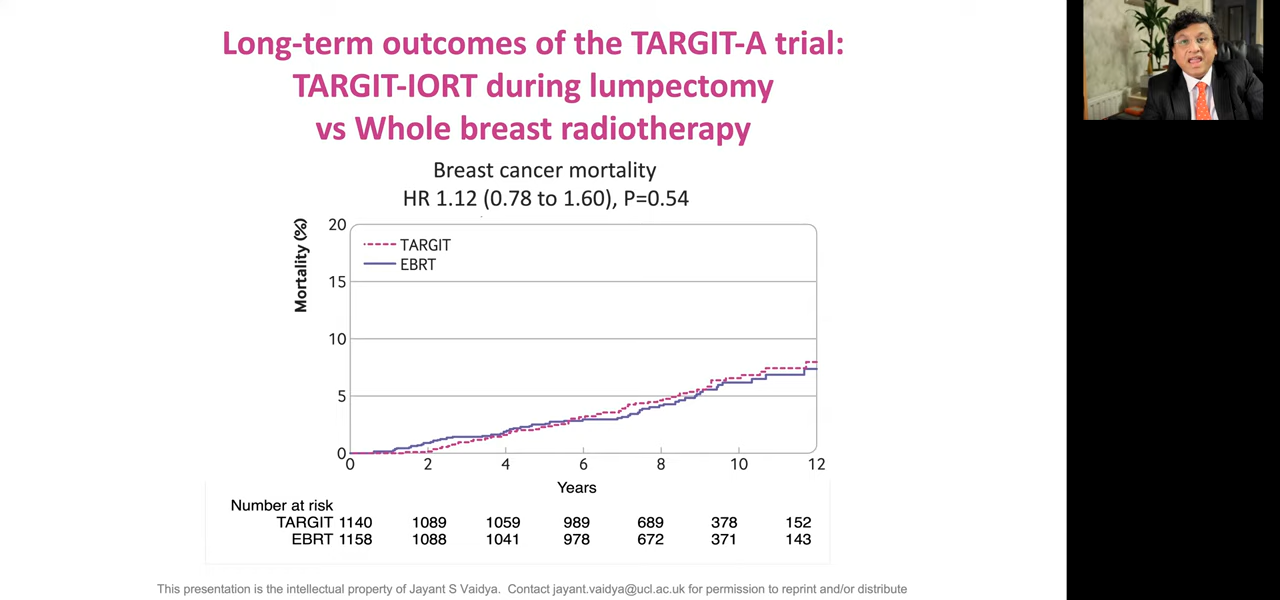 Long-term outcomes of the TARGIT-A trial:
TARGIT-IORT during lumpectomy
vs Whole breast radiotherapy
Breast cancer mortality
HR 1.12 (0.78 to 1.60), P=0.54
Mortality (%)
20
15
10
5
0
TARGIT
EBRT
0 2 4 6 8 10 12
Years
Number at risk
TARGIT 1140 1089 1059 989 689 378 152
EBRT 1158 1088 1041 978 672 371 143
This presentation is the intellectual property of Jayant S Vaidya. Contact jayant.vaidya@ucl.ac.uk for permission to reprint and/or distribute